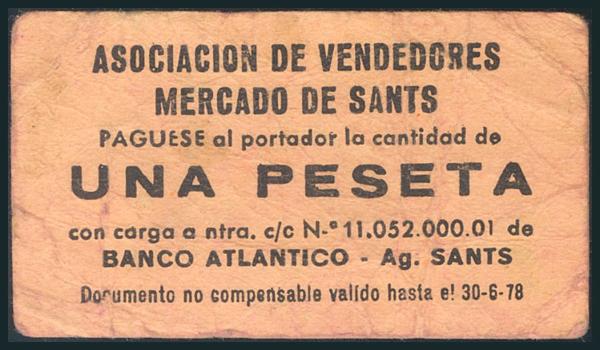 ASOCIACION DE VENDEDORES
MERCADO DE SANTS
PAGUESE al portador la cantidad de
UNA PESETA
con carga a ntra. c/c N-º 11.052.000.01 de
BANCO ATLANTICO - Ag. SANTS
Documento no compensable valido hasta el 30-6-78